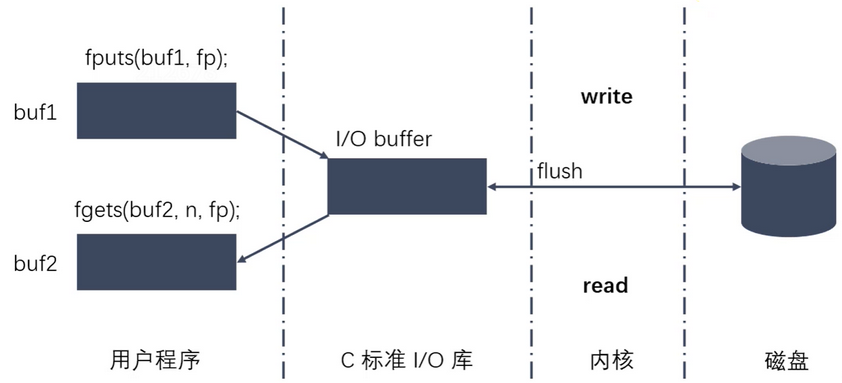 fputs(buf1, fp);
buf1
write
I/O buffer
flush
fgets(buf2, n, fp);
buf2
read
用户程序
C 标准 I/O 库
内核
磁盘